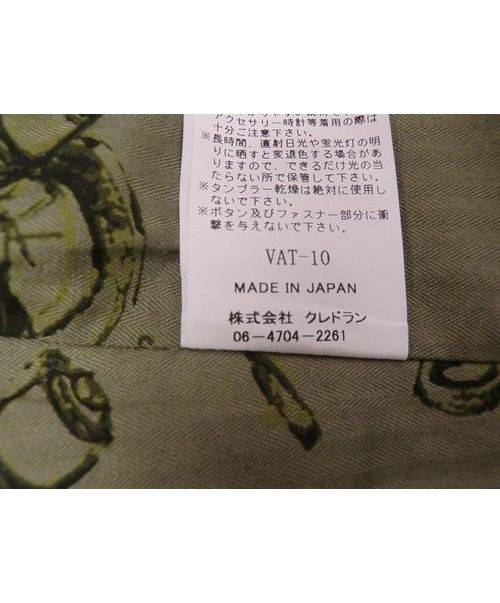 アクセサリー時計等着用の際は
十分ご注意下さい。
※長時間、直射日光や蛍光灯の明
りに晒すと変退色する場合があ
りますので、できるだけ光の当
たらない所で保管して下さい。
※タンブラー乾燥は絶対に使用し
ないで下さい。
※ボタン及びファスナー部分に衝
撃を与えないで下さい。
VAT-10
MADE IN JAPAN
株式会社 クレドラン
06-4704-2261